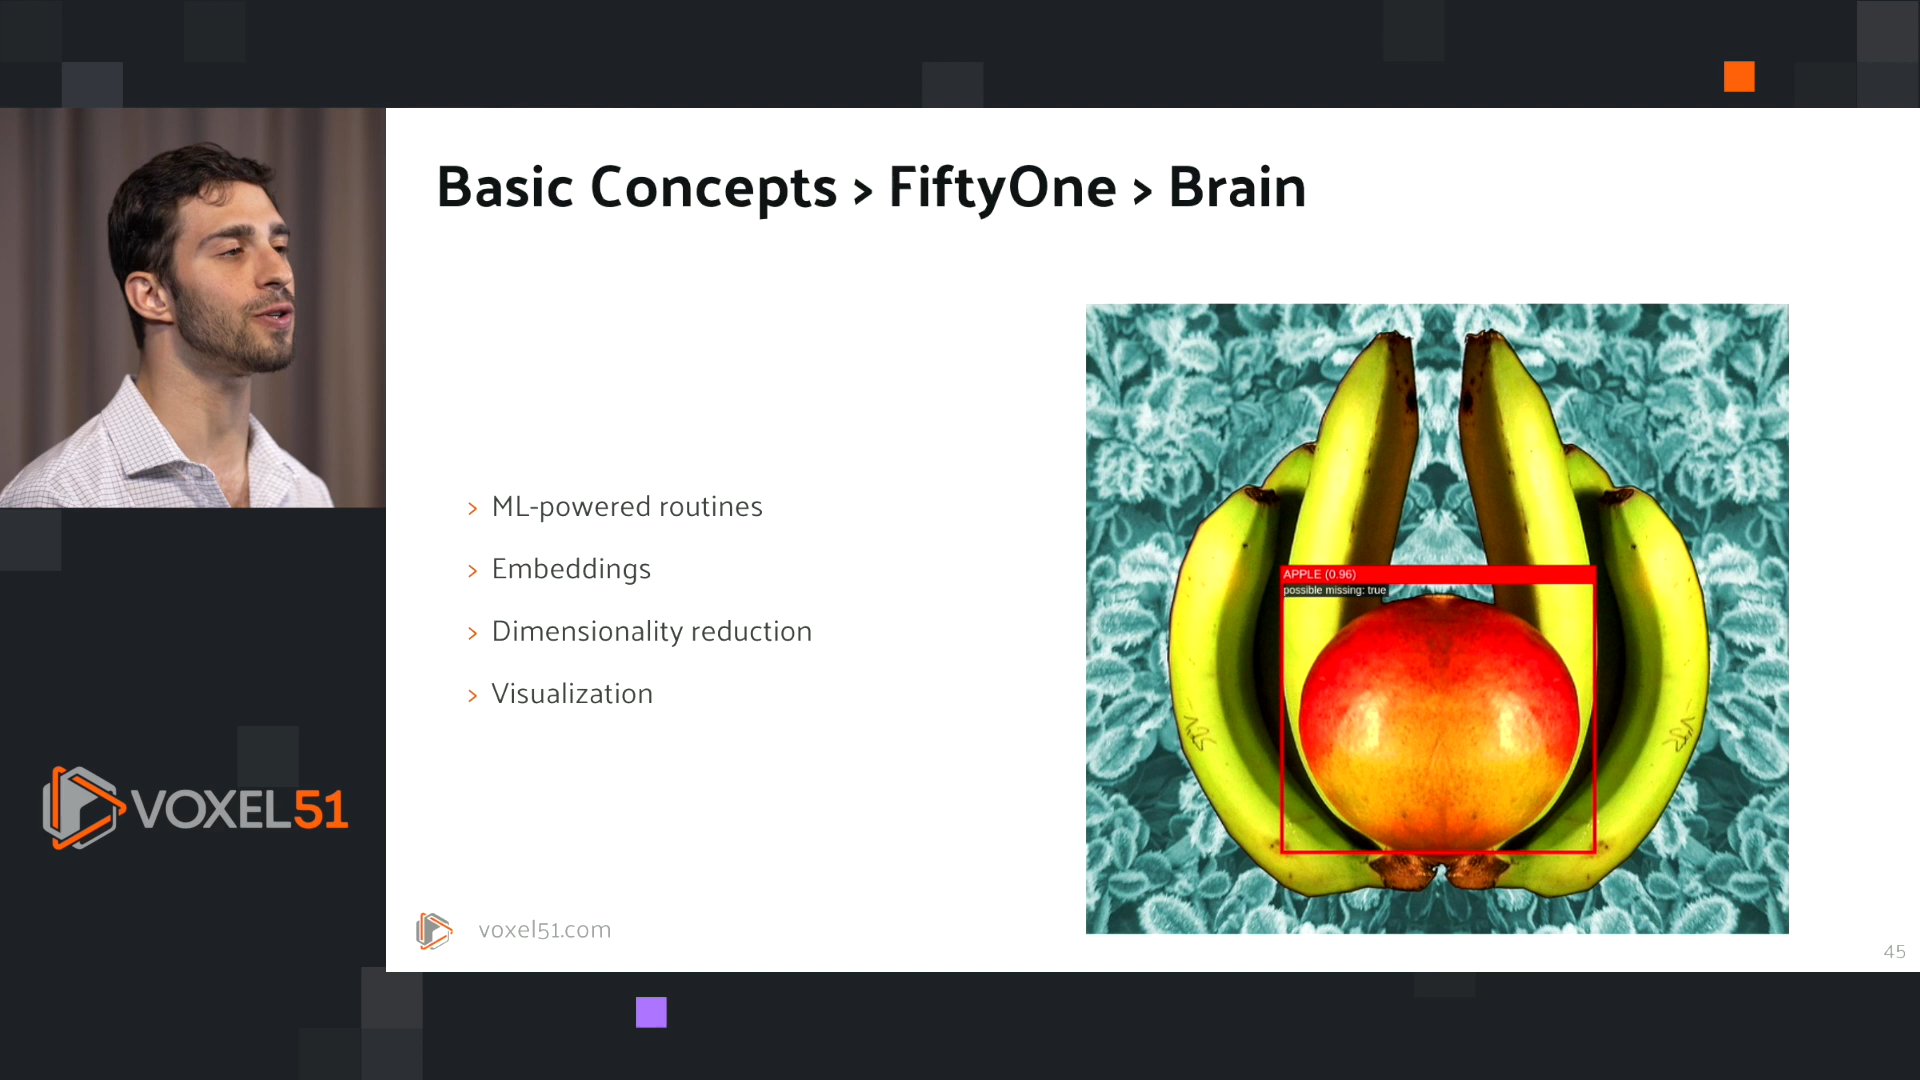 Basic Concepts > FiftyOne > Brain
> ML-powered routines
> Embeddings
> Dimensionality reduction
> Visualization
APPLE (0.96)
possible missing: true
VOXEL51
voxel51.com
45